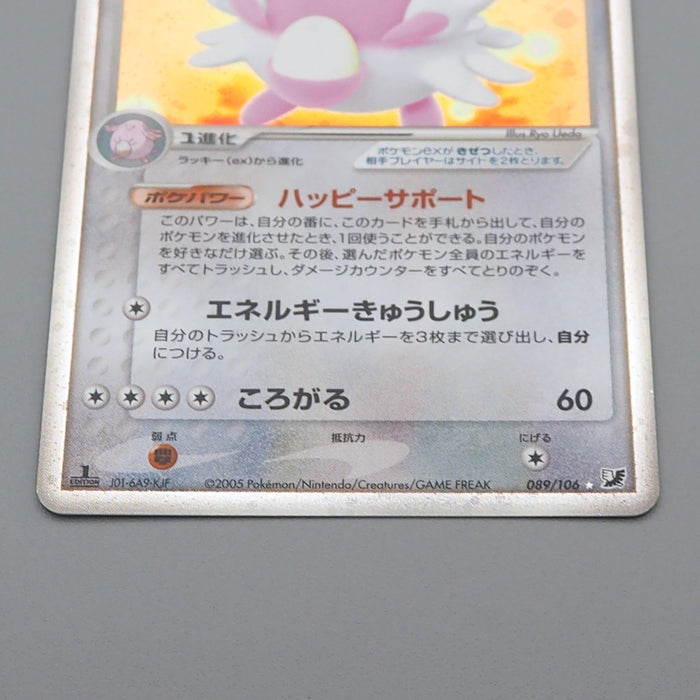 1進化
Illus. Ryo Ueda
ラッキー(ex)から進化
ポケモンexが きぜつしたとき、
相手プレイヤーはサイドを2枚とります。
ポケパワー ハッピーサポート
このパワーは、自分の番に、このカードを手札から出して、自分の
ポケモンを進化させたとき、1回使うことができる。自分のポケモン
を好きなだけ選ぶ。その後、選んだポケモン全員のエネルギーを
すべてトラッシュし、ダメージカウンターをすべてとりのぞく。
エネルギーきゅうしゅう
自分のトラッシュからエネルギーを3枚まで選び出し、自分
につける。
ころがる 60
弱点 抵抗力 にげる
1 EDITION J01-6A9-KJF ©2005 Pokémon/Nintendo/Creatures/GAME FREAK 089/106 ★